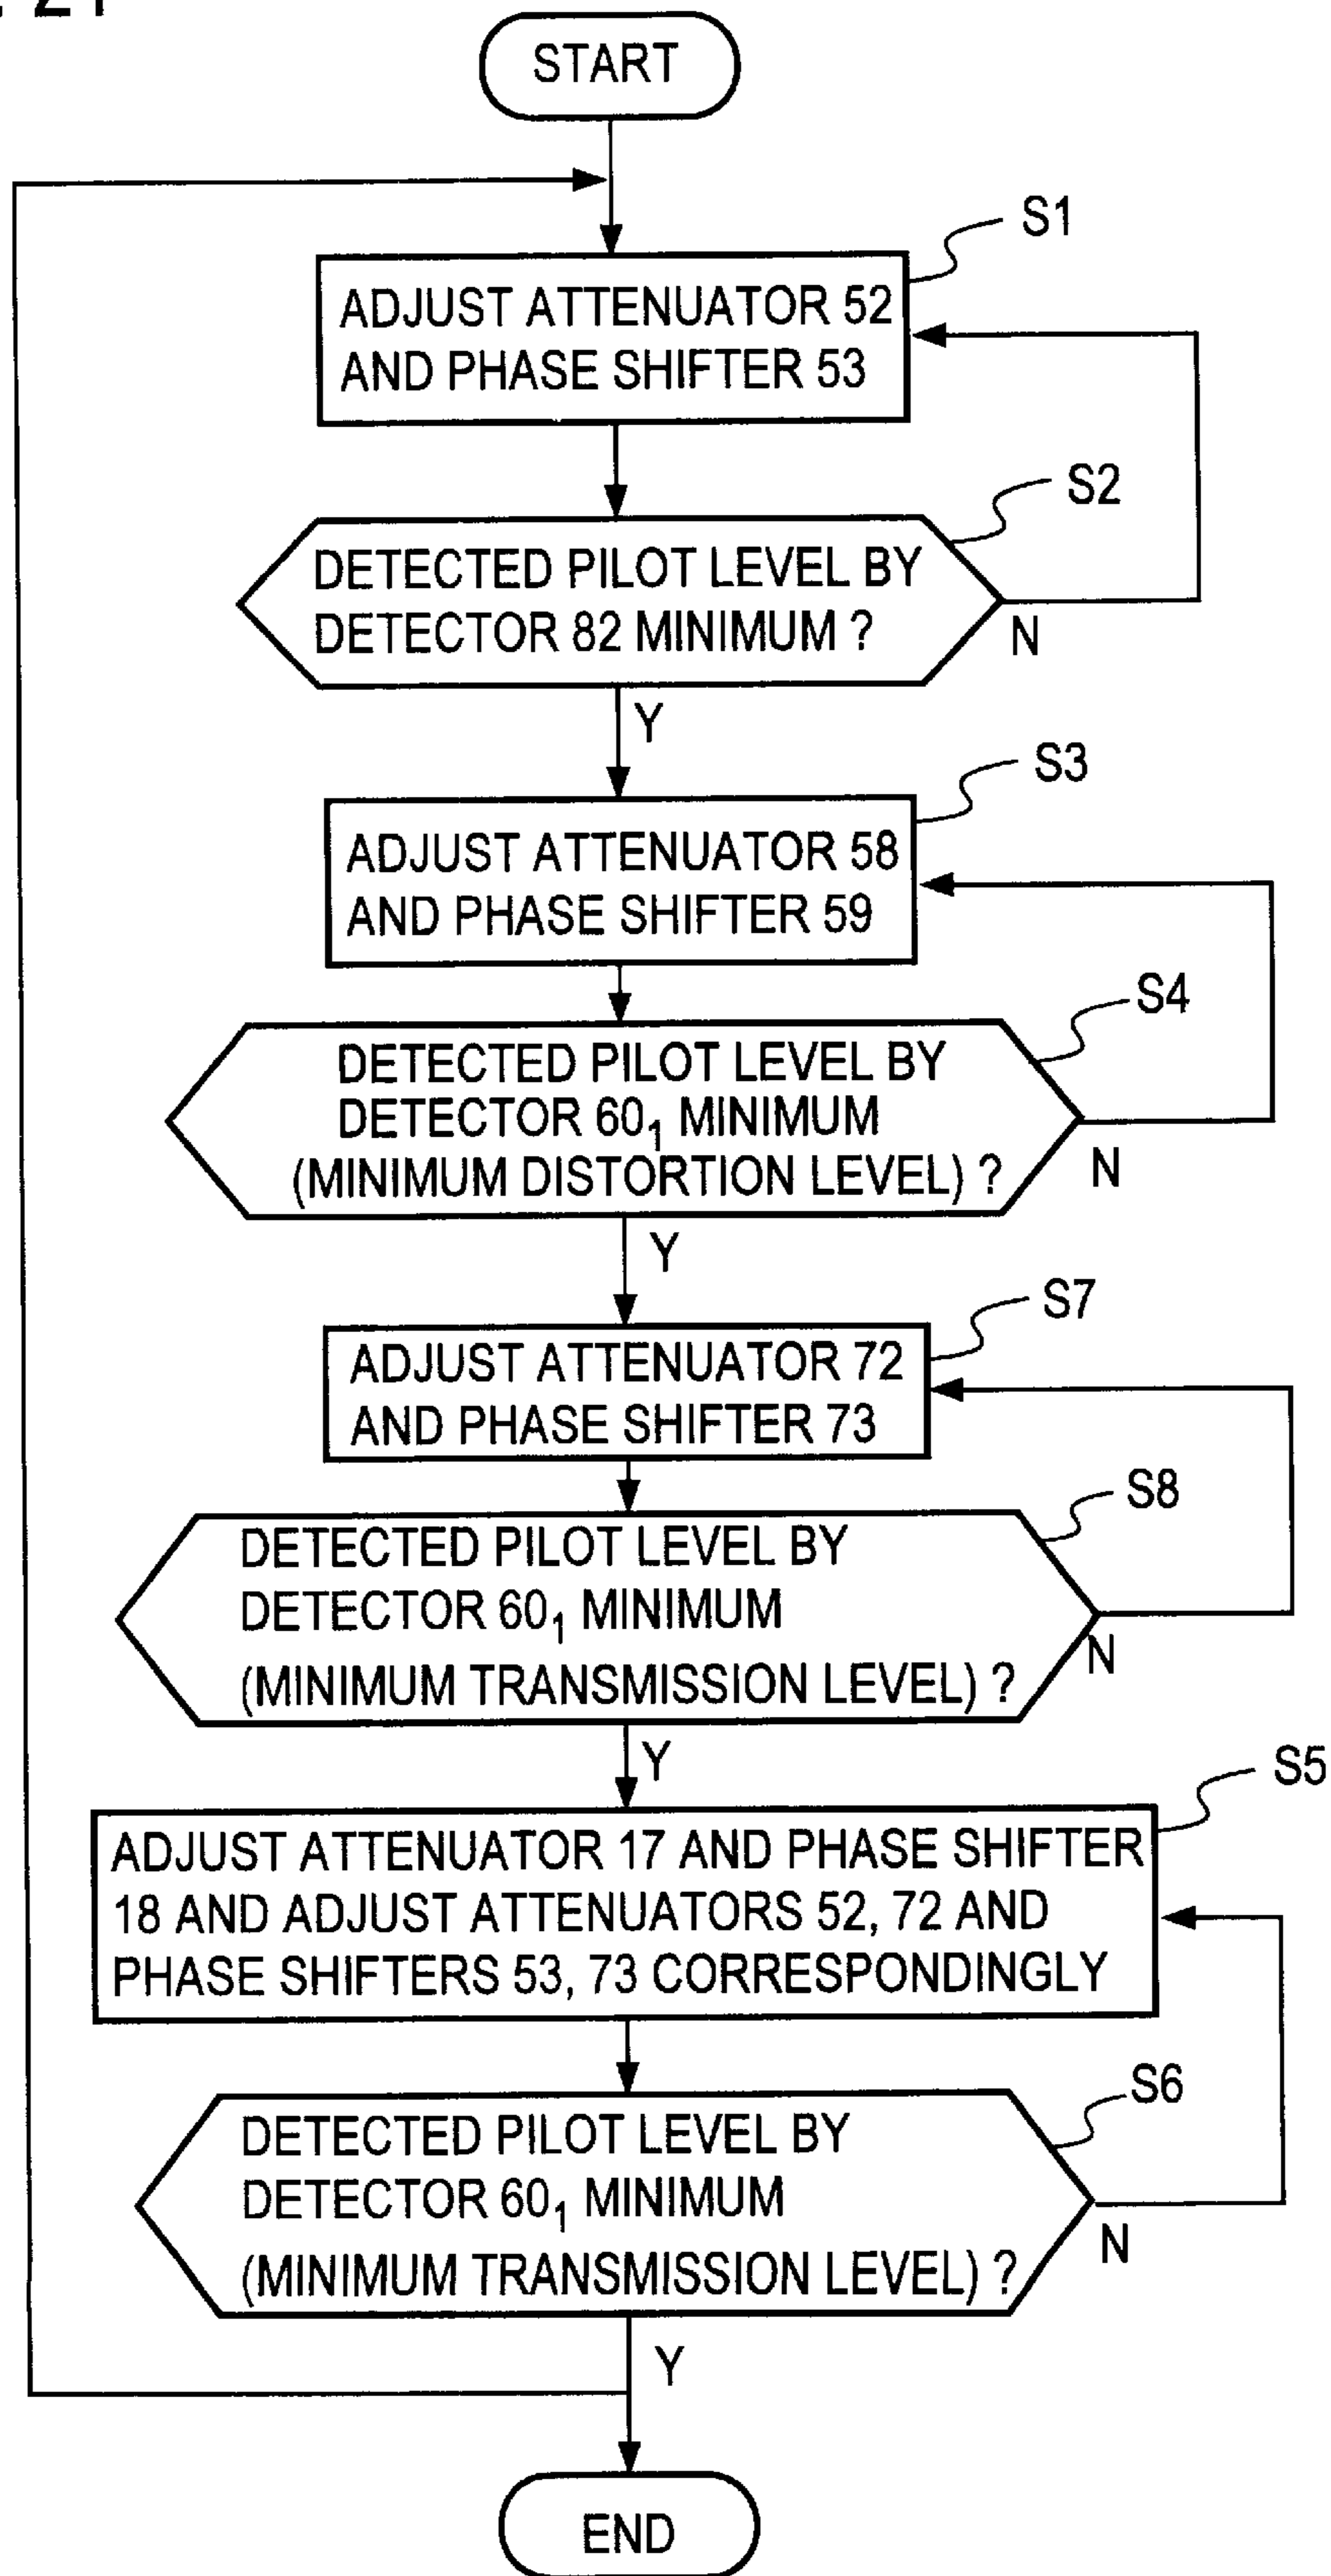 21
START
S1
ADJUST ATTENUATOR 52
AND PHASE SHIFTER 53
S2
DETECTED PILOT LEVEL BY
DETECTOR 82 MINIMUM ?
N
Y
S3
ADJUST ATTENUATOR 58
AND PHASE SHIFTER 59
S4
DETECTED PILOT LEVEL BY
DETECTOR 60₁ MINIMUM
(MINIMUM DISTORTION LEVEL) ?
N
Y
S7
ADJUST ATTENUATOR 72
AND PHASE SHIFTER 73
S8
DETECTED PILOT LEVEL BY
DETECTOR 60₁ MINIMUM
(MINIMUM TRANSMISSION LEVEL) ?
N
Y
S5
ADJUST ATTENUATOR 17 AND PHASE SHIFTER
18 AND ADJUST ATTENUATORS 52, 72 AND
PHASE SHIFTERS 53, 73 CORRESPONDINGLY
S6
DETECTED PILOT LEVEL BY
DETECTOR 60₁ MINIMUM
(MINIMUM TRANSMISSION LEVEL) ?
N
Y
END